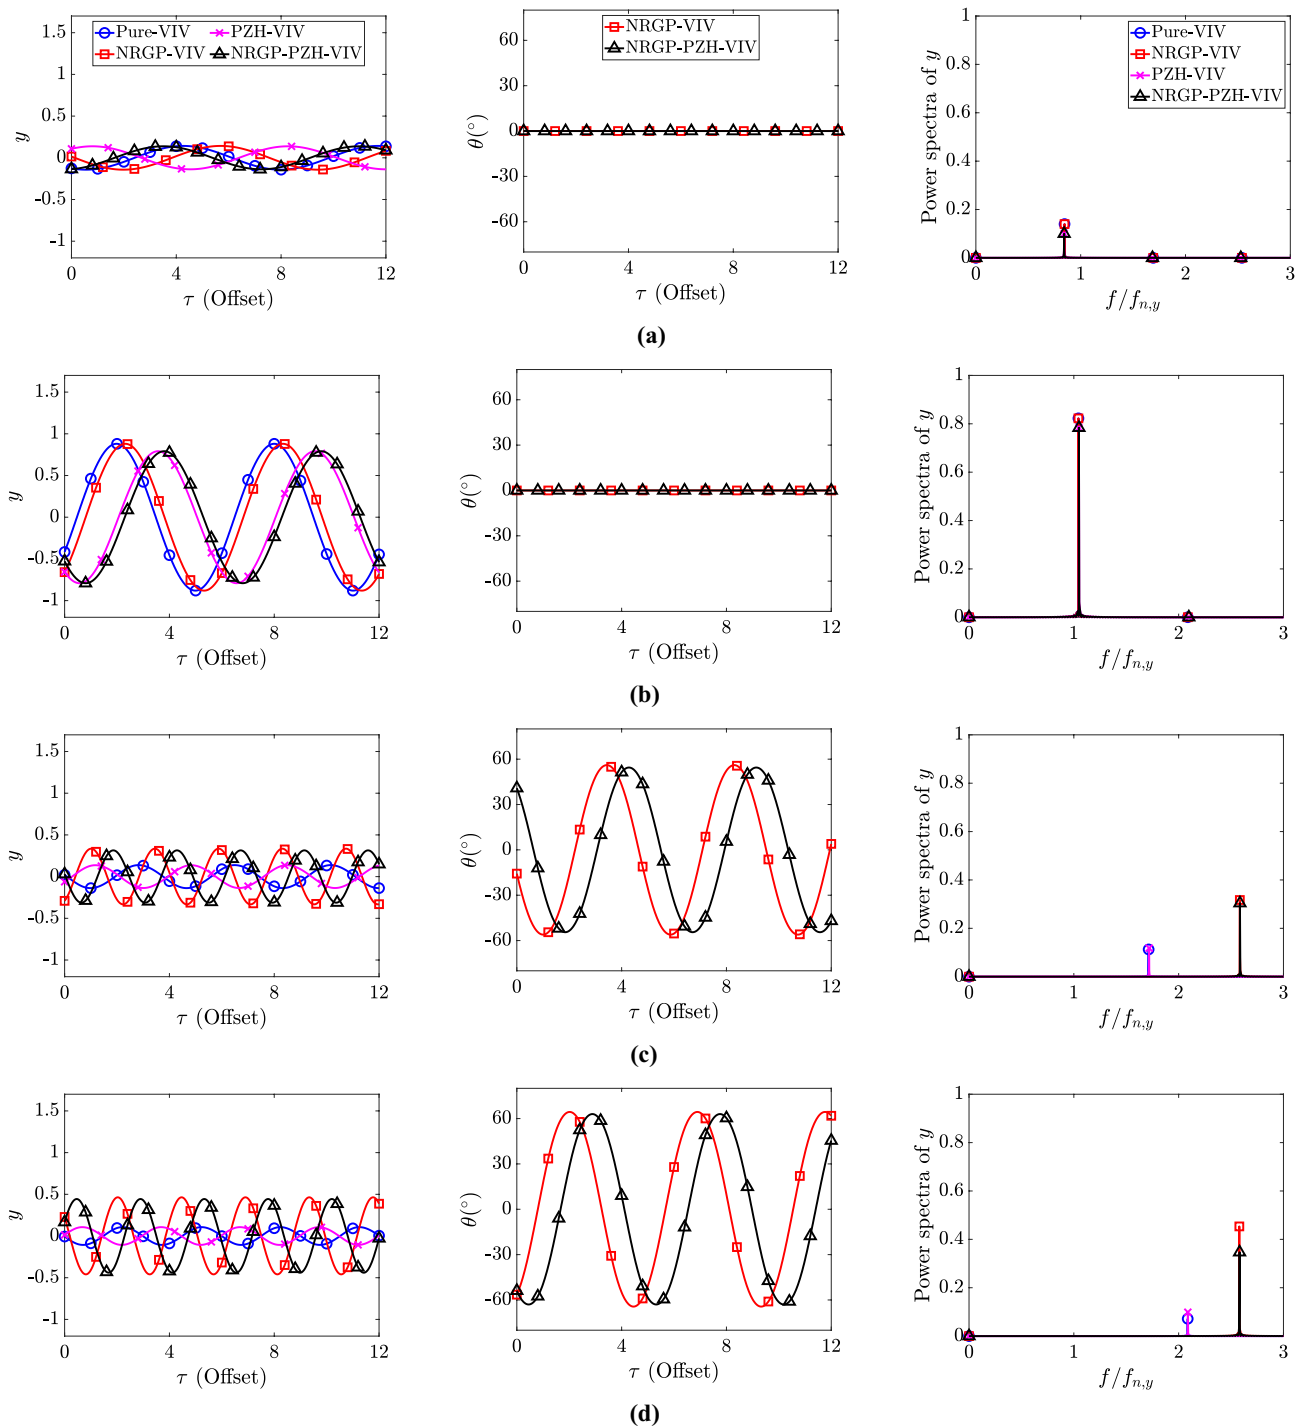 Pure-VIV
NRGP-VIV
PZH-VIV
NRGP-PZH-VIV
y
1.5
1
0.5
0
-0.5
-1
0 4 8 12
τ (Offset)
NRGP-VIV
NRGP-PZH-VIV
θ(°)
60
30
0
-30
-60
0 4 8 12
τ (Offset)
Pure-VIV
NRGP-VIV
PZH-VIV
NRGP-PZH-VIV
Power spectra of y
1
0.8
0.6
0.4
0.2
0
0 1 2 3
f/f_{n,y}
(a)
y
1.5
1
0.5
0
-0.5
-1
0 4 8 12
τ (Offset)
θ(°)
60
30
0
-30
-60
0 4 8 12
τ (Offset)
Power spectra of y
1
0.8
0.6
0.4
0.2
0
0 1 2 3
f/f_{n,y}
(b)
y
1.5
1
0.5
0
-0.5
-1
0 4 8 12
τ (Offset)
θ(°)
60
30
0
-30
-60
0 4 8 12
τ (Offset)
Power spectra of y
1
0.8
0.6
0.4
0.2
0
0 1 2 3
f/f_{n,y}
(c)
y
1.5
1
0.5
0
-0.5
-1
0 4 8 12
τ (Offset)
θ(°)
60
30
0
-30
-60
0 4 8 12
τ (Offset)
Power spectra of y
1
0.8
0.6
0.4
0.2
0
0 1 2 3
f/f_{n,y}
(d)